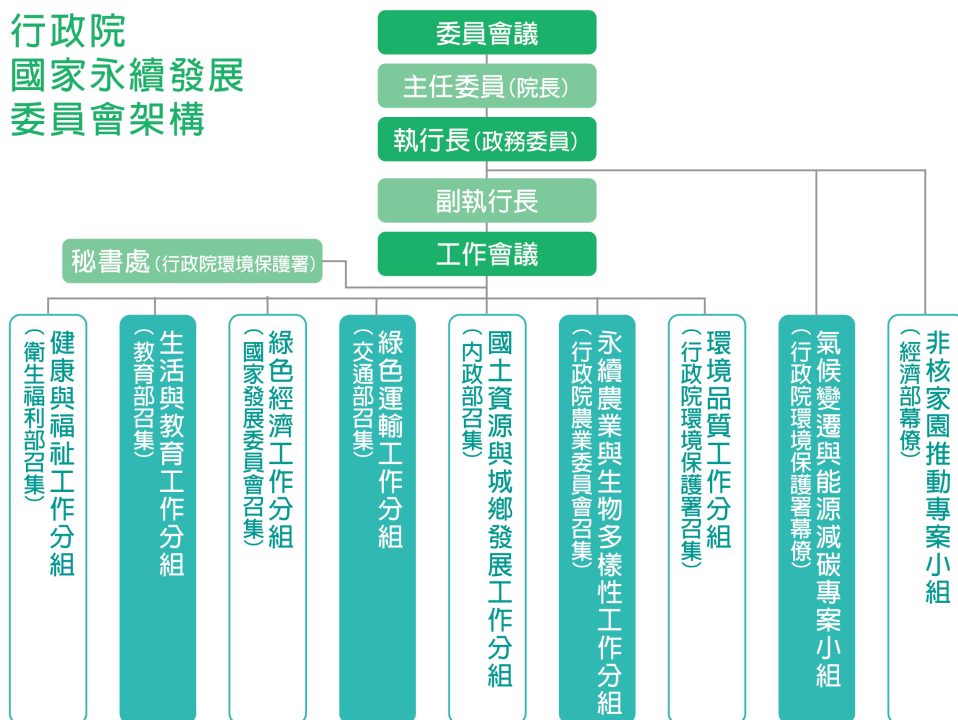 行政院
國家永續發展
委員會架構
委員會議
主任委員(院長)
執行長(政務委員)
副執行長
工作會議
秘書處(行政院環境保護署)
健康與福祉工作分組
(衛生福利部召集)
生活與教育工作分組
(教育部召集)
綠色經濟工作分組
(國家發展委員會召集)
綠色運輸工作分組
(交通部召集)
國土資源與城鄉發展工作分組
(內政部召集)
永續農業與生物多樣性工作分組
(行政院農業委員會召集)
環境品質工作分組
(行政院環境保護署召集)
氣候變遷與能源減碳專案小組
(行政院環境保護署幕僚)
非核家園推動專案小組
(經濟部幕僚)